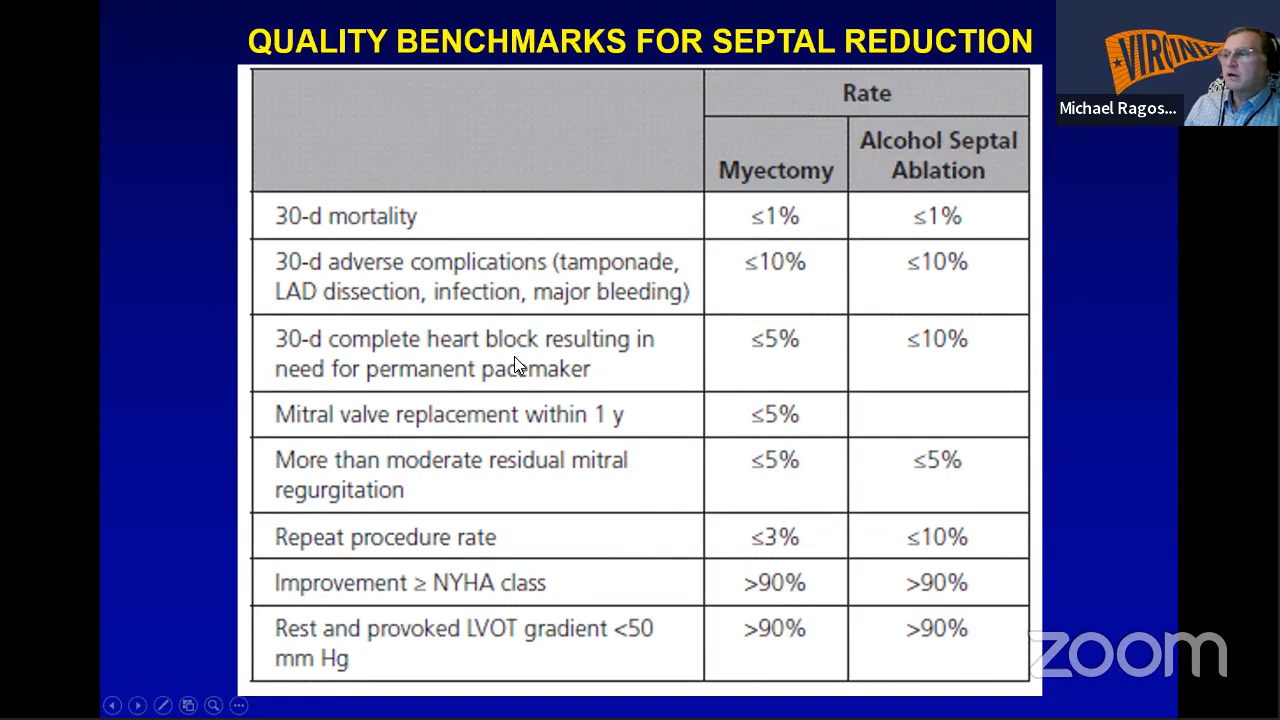 QUALITY BENCHMARKS FOR SEPTAL REDUCTION
VIRGINI
Michael Ragos...
Rate
Myectomy
Alcohol Septal
Ablation
30-d mortality ≤1% ≤1%
30-d adverse complications (tamponade, ≤10% ≤10%
LAD dissection, infection, major bleeding)
30-d complete heart block resulting in ≤5% ≤10%
need for permanent pacemaker
Mitral valve replacement within 1 y ≤5%
More than moderate residual mitral ≤5% ≤5%
regurgitation
Repeat procedure rate ≤3% ≤10%
Improvement ≥ NYHA class >90% >90%
Rest and provoked LVOT gradient <50 >90% >90%
mm Hg
zoom